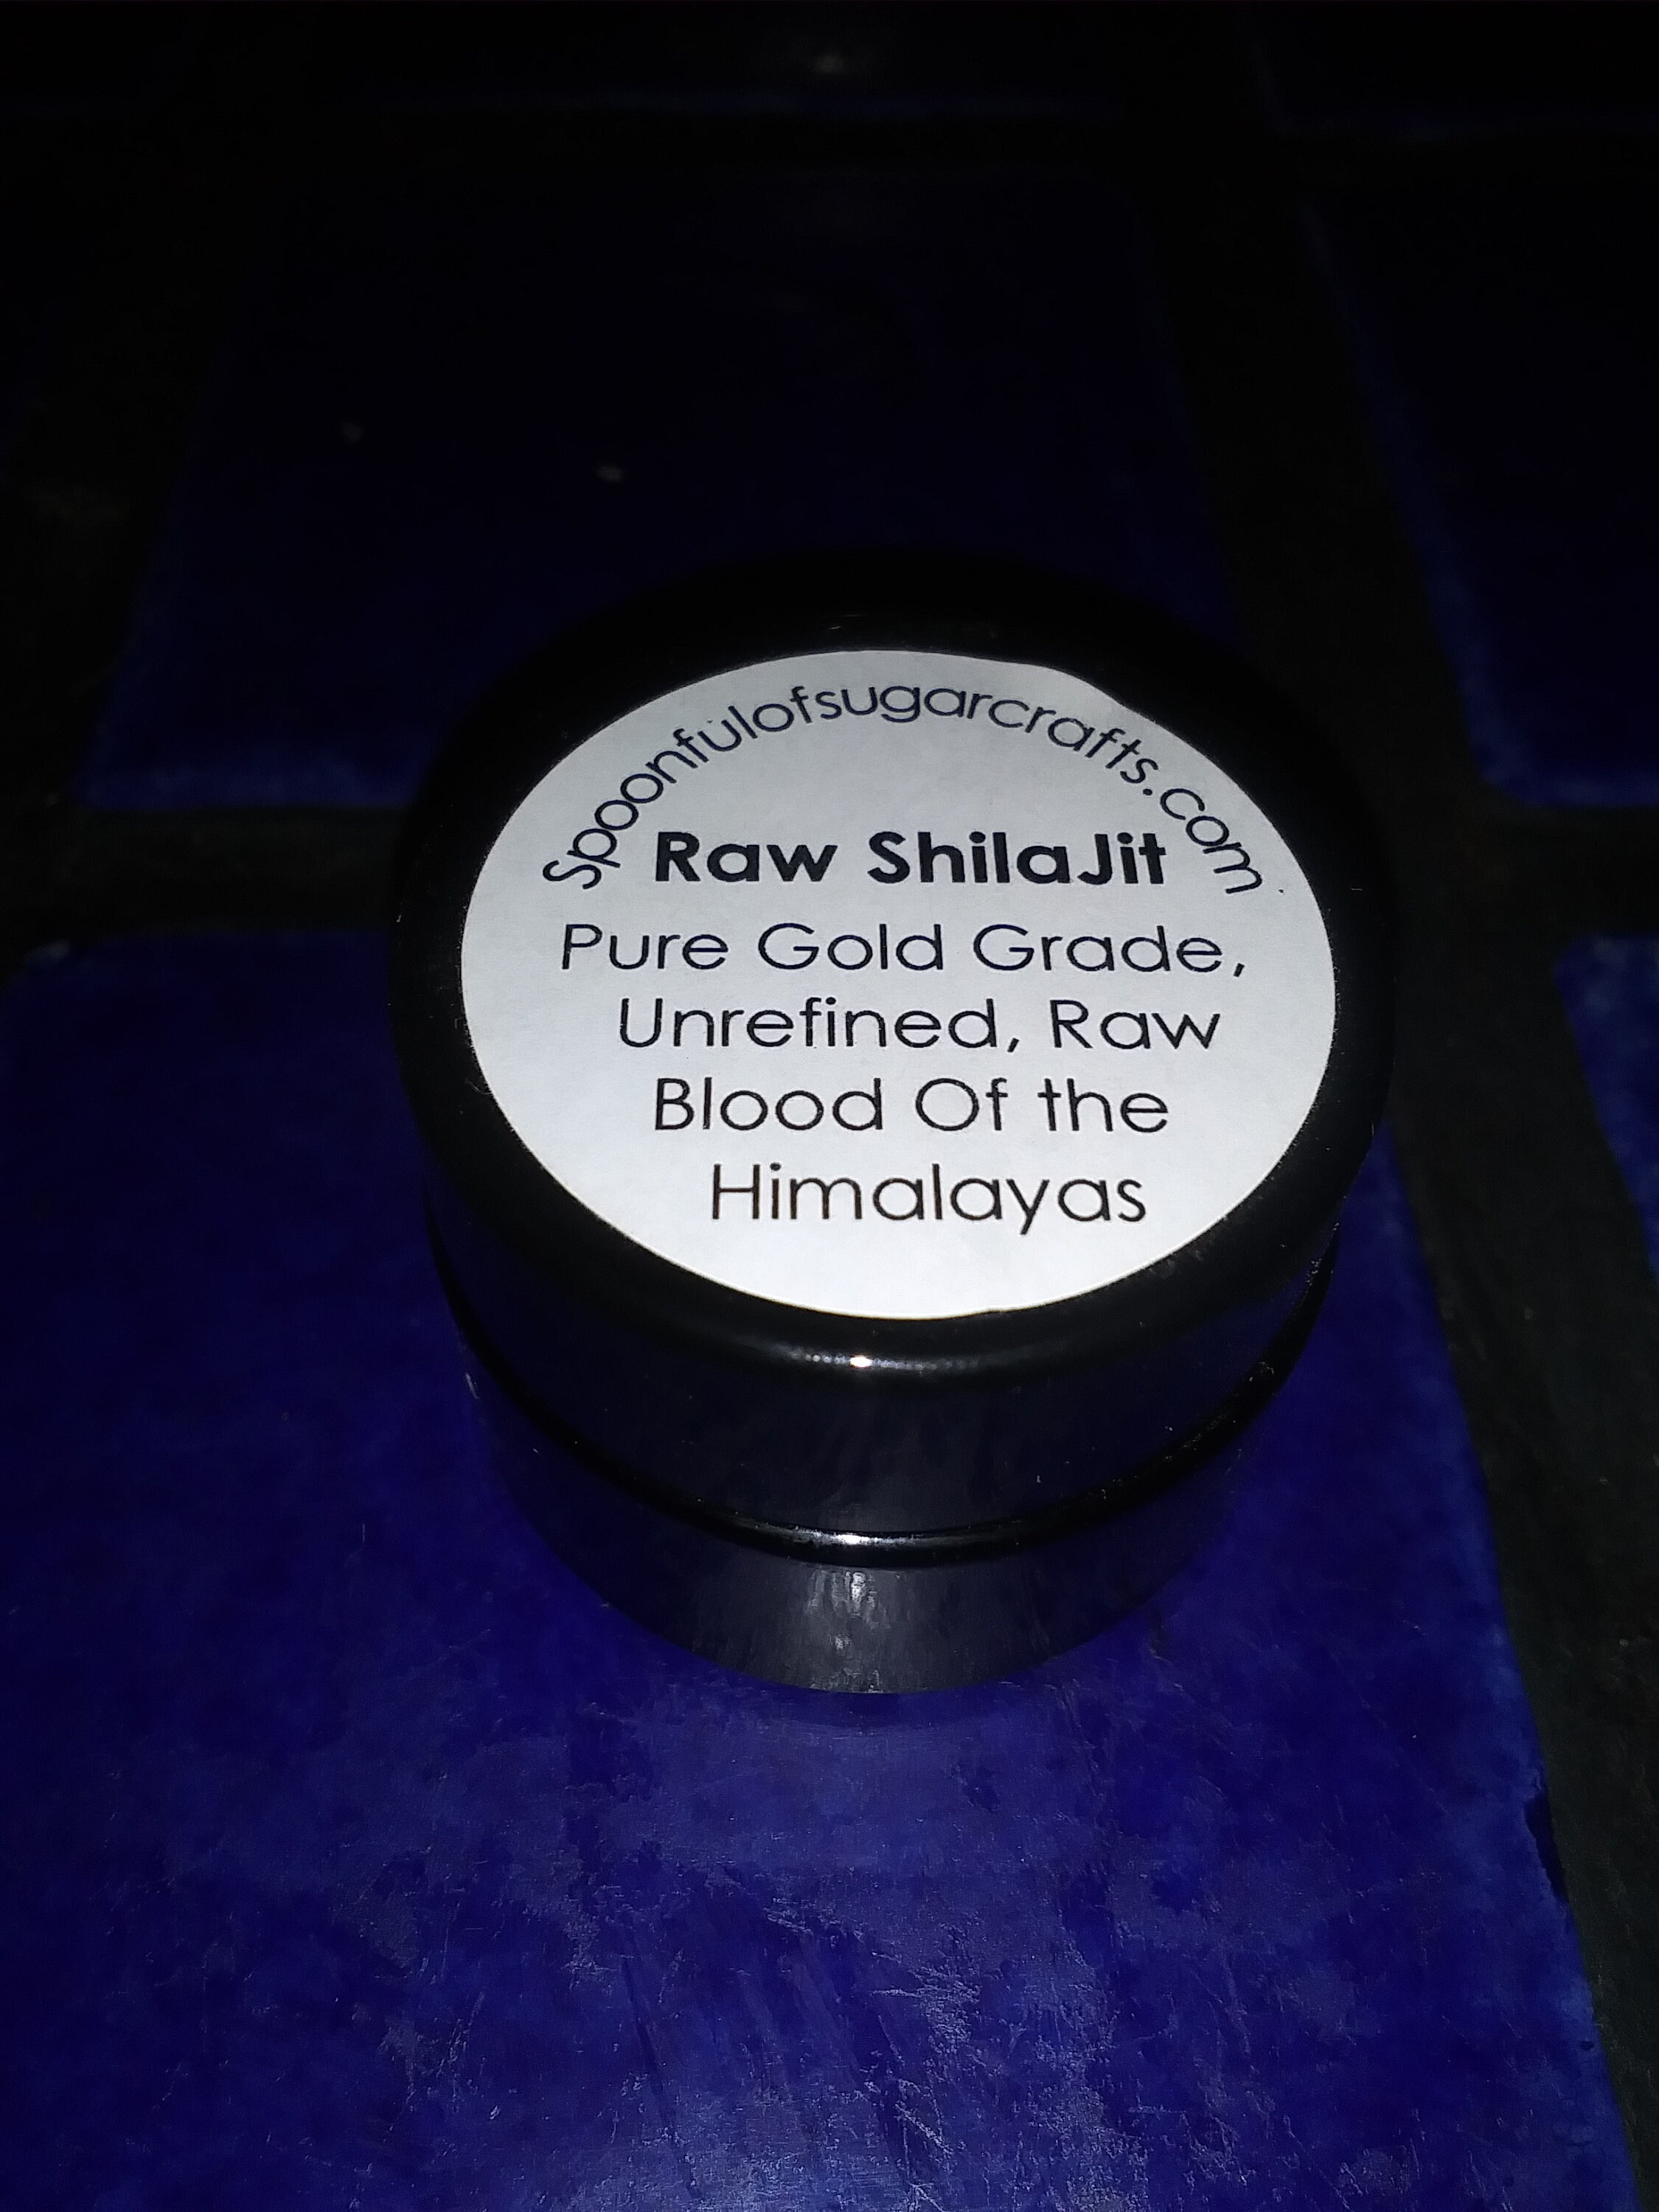 Spoonfulofsugarcrafts.com
Raw ShilaJit
Pure Gold Grade,
Unrefined, Raw
Blood Of the
Himalayas